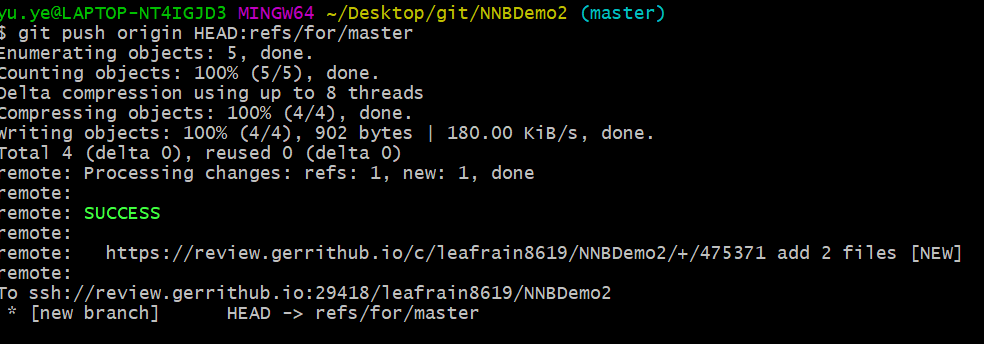 yu.ye@LAPTOP-NT4IGJD3 MINGW64 ~/Desktop/git/NNBDemo2 (master)
$ git push origin HEAD:refs/for/master
Enumerating objects: 5, done.
Counting objects: 100% (5/5), done.
Delta compression using up to 8 threads
Compressing objects: 100% (4/4), done.
Writing objects: 100% (4/4), 902 bytes | 180.00 KiB/s, done.
Total 4 (delta 0), reused 0 (delta 0)
remote: Processing changes: refs: 1, new: 1, done
remote:
remote: SUCCESS
remote:
remote:   https://review.gerrithub.io/c/leafrain8619/NNBDemo2/+/475371 add 2 files [NEW]
remote:
To ssh://review.gerrithub.io:29418/leafrain8619/NNBDemo2
 * [new branch]      HEAD -> refs/for/master